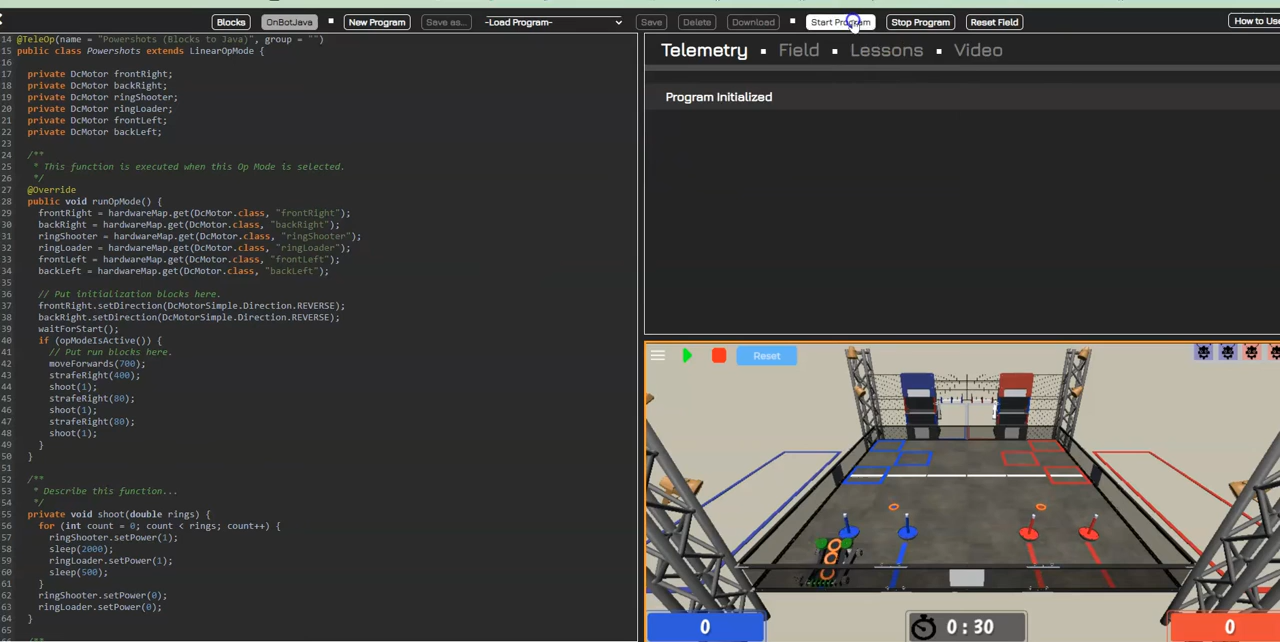 Blocks OnBotJava New Program Save as... -Load Program- Save Delete Download Start Program Stop Program Reset Field How to Use
14 @TeleOp(name = "Powershots (Blocks to Java)", group = "")
15 public class Powershots extends LinearOpMode {
16
17 private DcMotor frontRight;
18 private DcMotor backRight;
19 private DcMotor ringShooter;
20 private DcMotor ringLoader;
21 private DcMotor frontLeft;
22 private DcMotor backLeft;
23
24 /**
25 * This function is executed when this Op Mode is selected.
26 */
27 @Override
28 public void runOpMode() {
29 frontRight = hardwareMap.get(DcMotor.class, "frontRight");
30 backRight = hardwareMap.get(DcMotor.class, "backRight");
31 ringShooter = hardwareMap.get(DcMotor.class, "ringShooter");
32 ringLoader = hardwareMap.get(DcMotor.class, "ringLoader");
33 frontLeft = hardwareMap.get(DcMotor.class, "frontLeft");
34 backLeft = hardwareMap.get(DcMotor.class, "backLeft");
35
36 // Put initialization blocks here.
37 frontRight.setDirection(DcMotorSimple.Direction.REVERSE);
38 backRight.setDirection(DcMotorSimple.Direction.REVERSE);
39 waitForStart();
40 if (opModeIsActive()) {
41 // Put run blocks here.
42 moveForwards(700);
43 strafeRight(400);
44 shoot(1);
45 strafeRight(80);
46 shoot(1);
47 strafeRight(80);
48 shoot(1);
49 }
50 }
51
52 /**
53 * Describe this function...
54 */
55 private void shoot(double rings) {
56 for (int count = 0; count < rings; count++) {
57 ringShooter.setPower(1);
58 sleep(2000);
59 ringLoader.setPower(1);
60 sleep(500);
61 }
62 ringShooter.setPower(0);
63 ringLoader.setPower(0);
64 }
65
66 /**
Telemetry Field Lessons Video
Program Initialized
Reset
0 0:30 0